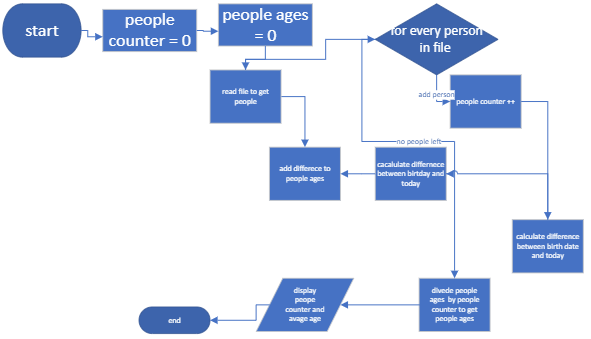 start
people
counter = 0
people ages
= 0
for every person
in file
read file to get
people
add person
people counter ++
no people left
add differece to
people ages
cacalulate differnece
between birtday and
today
calculate difference
between birth date
and today
display
peope
counter and
avage age
divede people
ages by people
counter to get
people ages
end